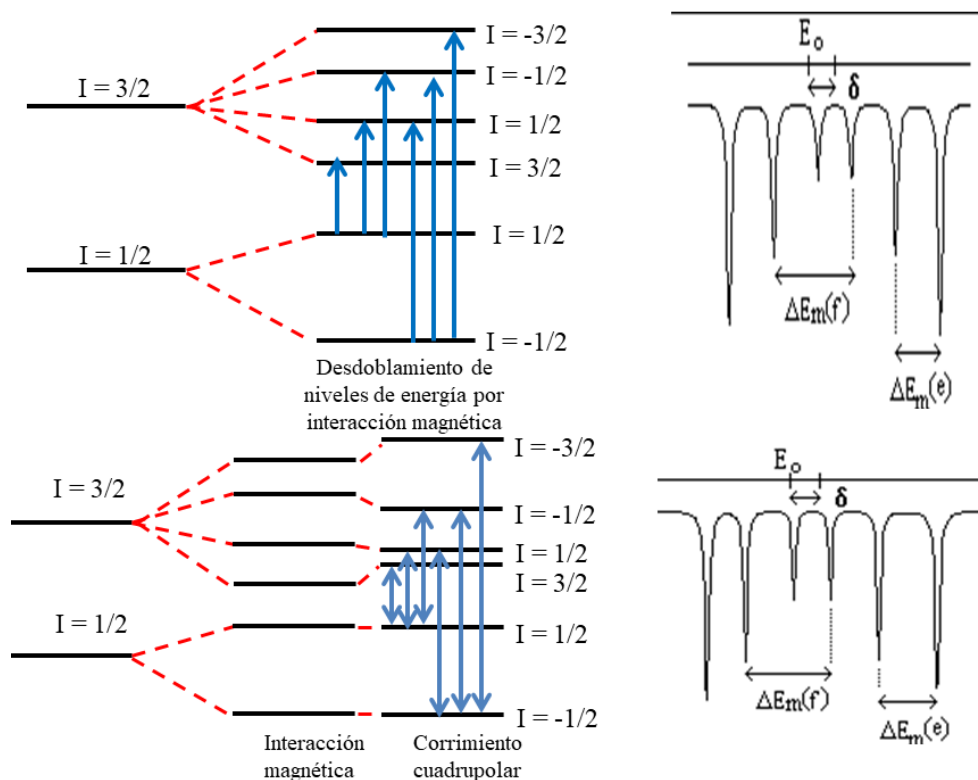 I = 3/2
I = 1/2
I = -3/2
I = -1/2
I = 1/2
I = 3/2
I = 1/2
I = -1/2
Desdoblamiento de
niveles de energía por
interacción magnética
E₀
δ
ΔEm(f)
ΔEm(e)
I = 3/2
I = 1/2
I = -3/2
I = -1/2
I = 1/2
I = 3/2
I = 1/2
I = -1/2
Interacción
magnética
Corrimiento
cuadrupolar
E₀
δ
ΔEm(f)
ΔEm(e)